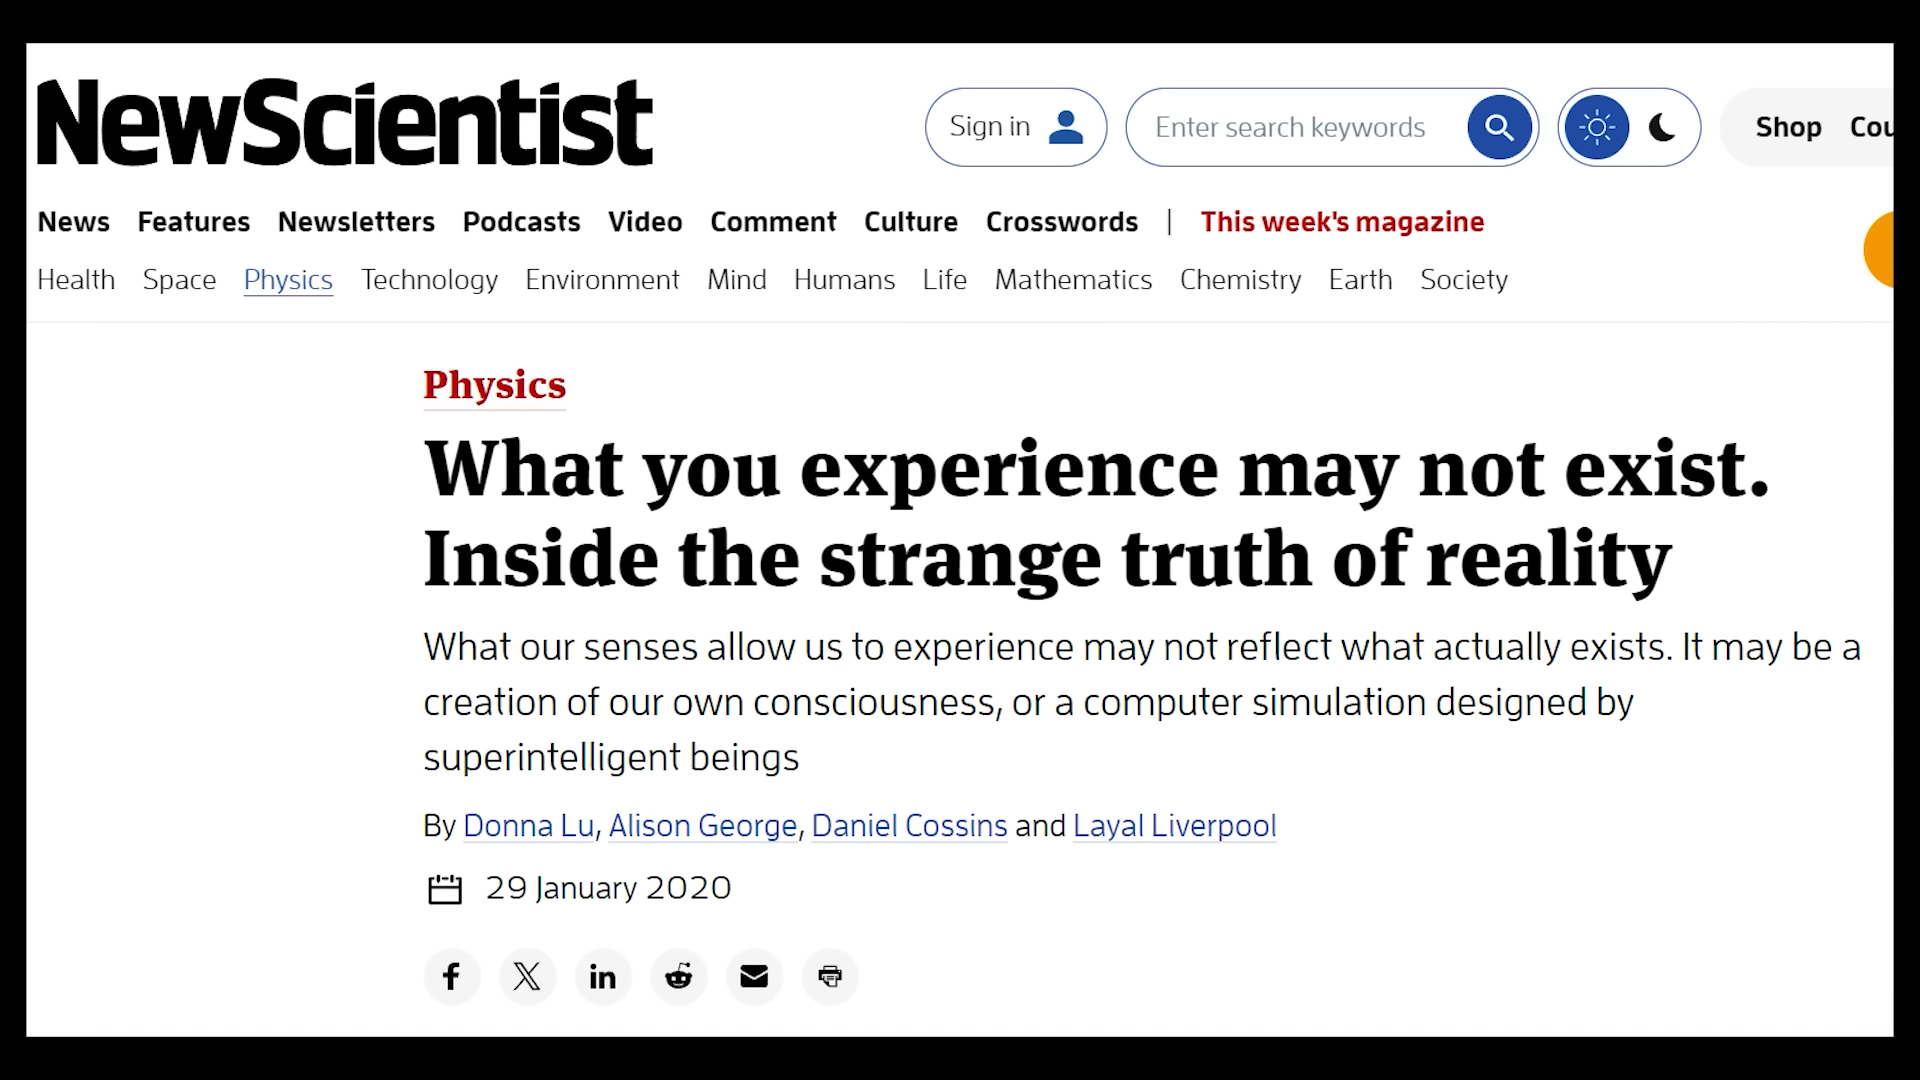 NewScientist
Sign in
Enter search keywords
Shop
News Features Newsletters Podcasts Video Comment Culture Crosswords | This week's magazine
Health Space Physics Technology Environment Mind Humans Life Mathematics Chemistry Earth Society
Physics
What you experience may not exist.
Inside the strange truth of reality
What our senses allow us to experience may not reflect what actually exists. It may be a
creation of our own consciousness, or a computer simulation designed by
superintelligent beings
By Donna Lu, Alison George, Daniel Cossins and Layal Liverpool
29 January 2020